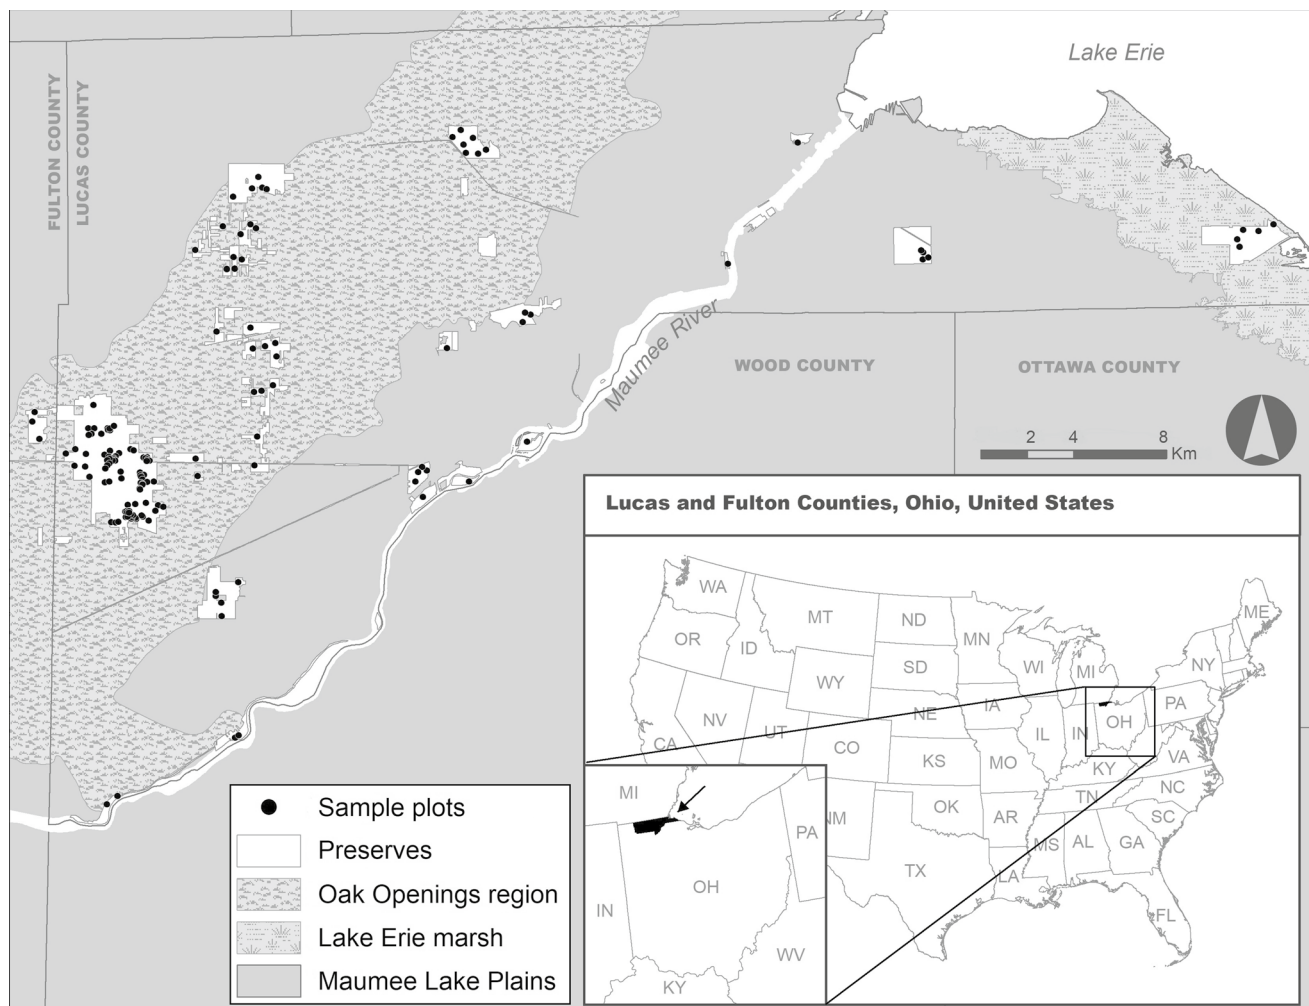 Lake Erie
FULTON COUNTY
LUCAS COUNTY
Maumee River
WOOD COUNTY
OTTAWA COUNTY
2 4 8
Km
Lucas and Fulton Counties, Ohio, United States
WA
MT
ND
MN
ME
OR
ID
SD
WI
MI
NY
WY
IA
PA
NV
NE
UT
CO
IL
IN
OH
CA
KS
MO
KY
VA
NM
OK
AR
TN
NC
SC
TX
LA
MS
AL
GA
FL
MI
PA
OH
IN
WV
KY
Sample plots
Preserves
Oak Openings region
Lake Erie marsh
Maumee Lake Plains